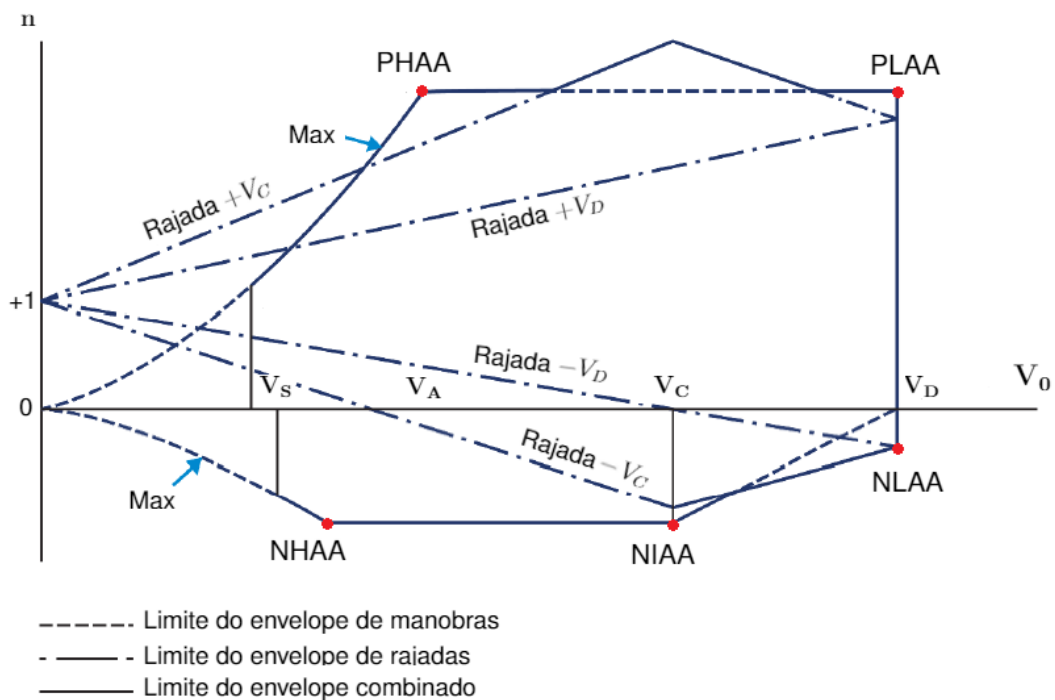 n
PHAA
PLAA
Max
Rajada +V_C
Rajada +V_D
+1
Rajada −V_D
V_S
V_A
V_C
V_D
V_0
0
Rajada −V_C
Max
NLAA
NHAA
NIAA
Limite do envelope de manobras
Limite do envelope de rajadas
Limite do envelope combinado